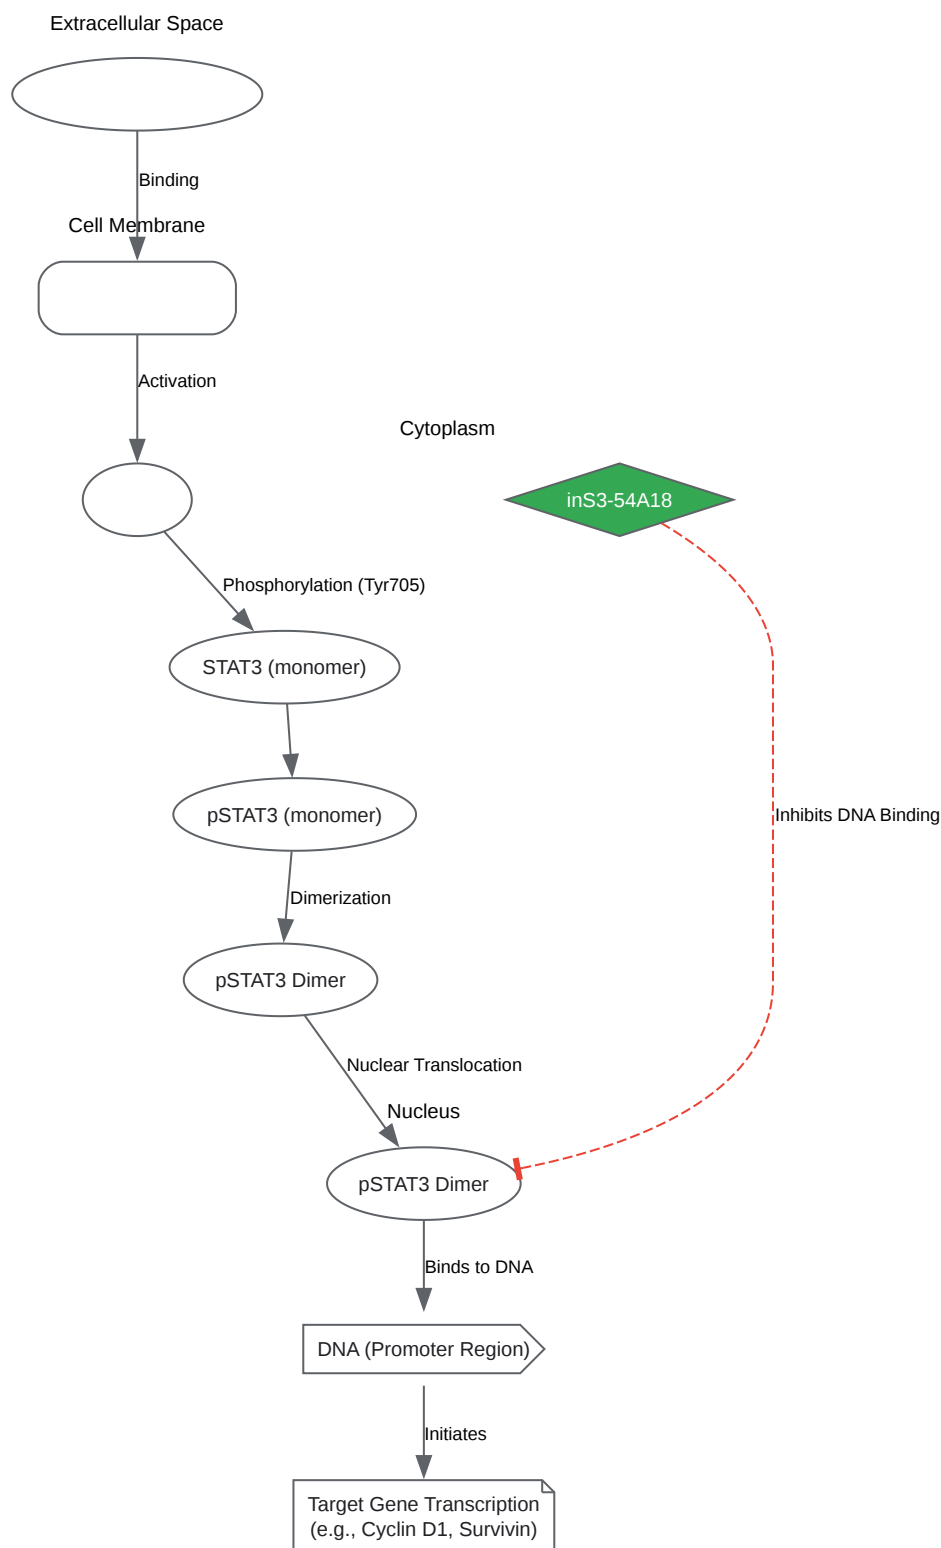 Extracellular Space
Binding
Cell Membrane
Activation
Cytoplasm
inS3-54A18
Phosphorylation (Tyr705)
STAT3 (monomer)
pSTAT3 (monomer)
Inhibits DNA Binding
Dimerization
pSTAT3 Dimer
Nuclear Translocation
Nucleus
pSTAT3 Dimer
Binds to DNA
DNA (Promoter Region)
Initiates
Target Gene Transcription
(e.g., Cyclin D1, Survivin)